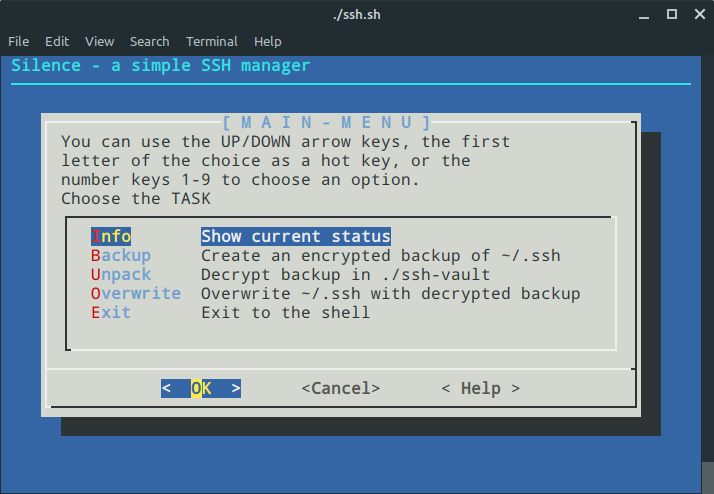 ./ssh.sh
File Edit View Search Terminal Help
Silence - a simple SSH manager
[ M A I N - M E N U ]
You can use the UP/DOWN arrow keys, the first
letter of the choice as a hot key, or the
number keys 1-9 to choose an option.
Choose the TASK
Info Show current status
Backup Create an encrypted backup of ~/.ssh
Unpack Decrypt backup in ./ssh-vault
Overwrite Overwrite ~/.ssh with decrypted backup
Exit Exit to the shell
< OK > <Cancel> < Help >